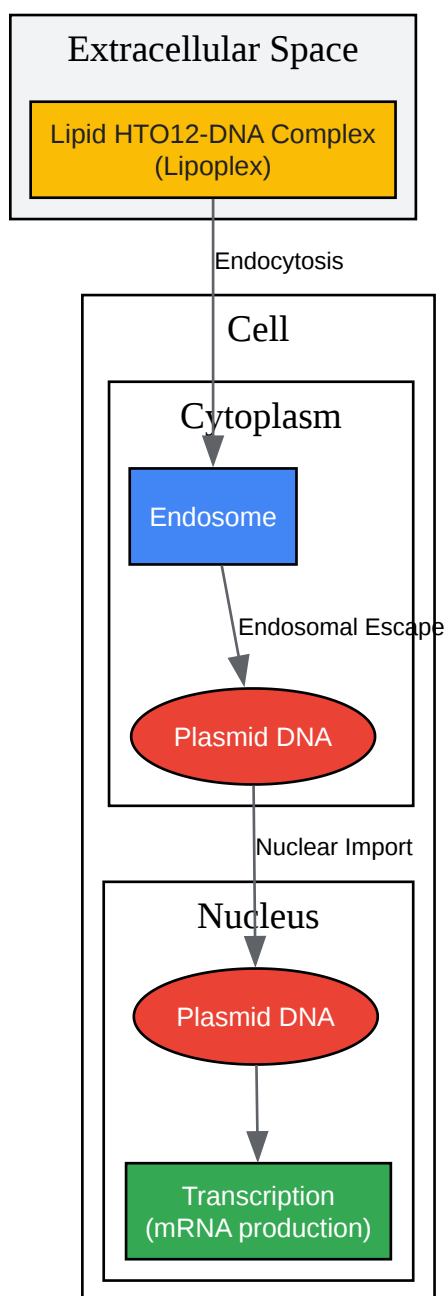 Extracellular Space
Lipid HTO12-DNA Complex
(Lipoplex)
Endocytosis
Cell
Cytoplasm
Endosome
Endosomal Escape
Plasmid DNA
Nuclear Import
Nucleus
Plasmid DNA
Transcription
(mRNA production)